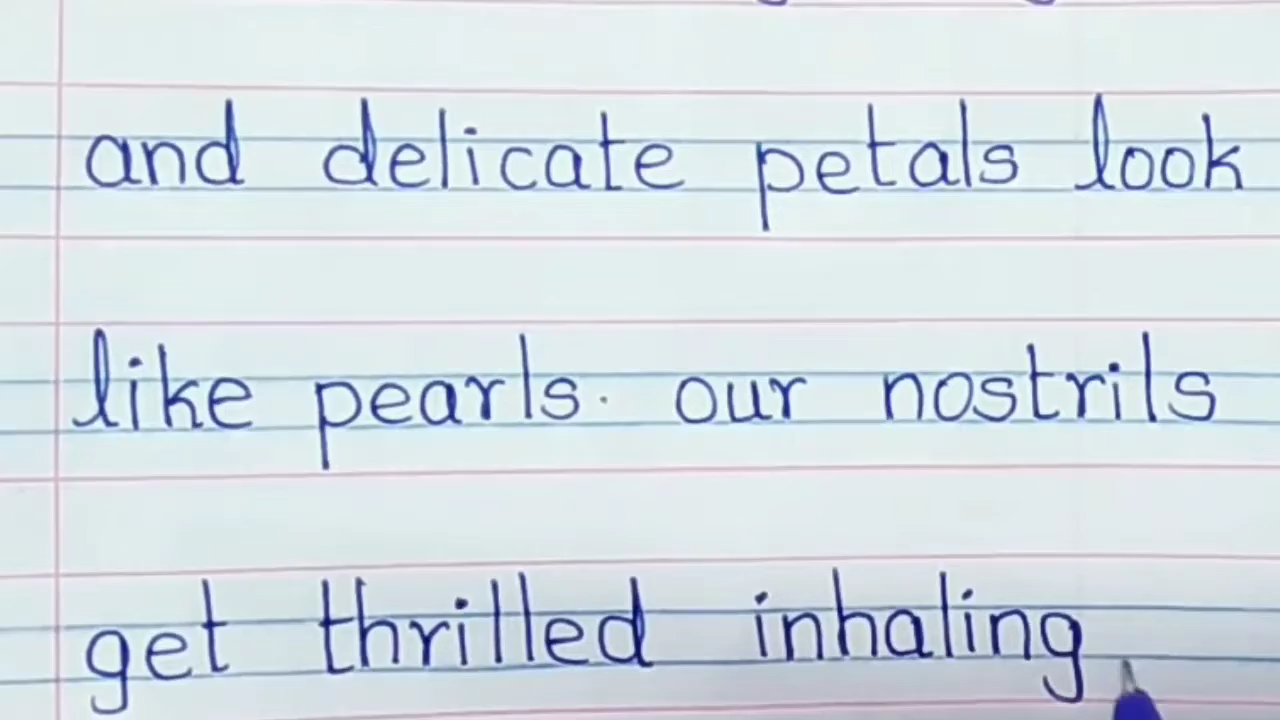 and delicate petals look
like pearls. our nostrils
get thrilled inhaling